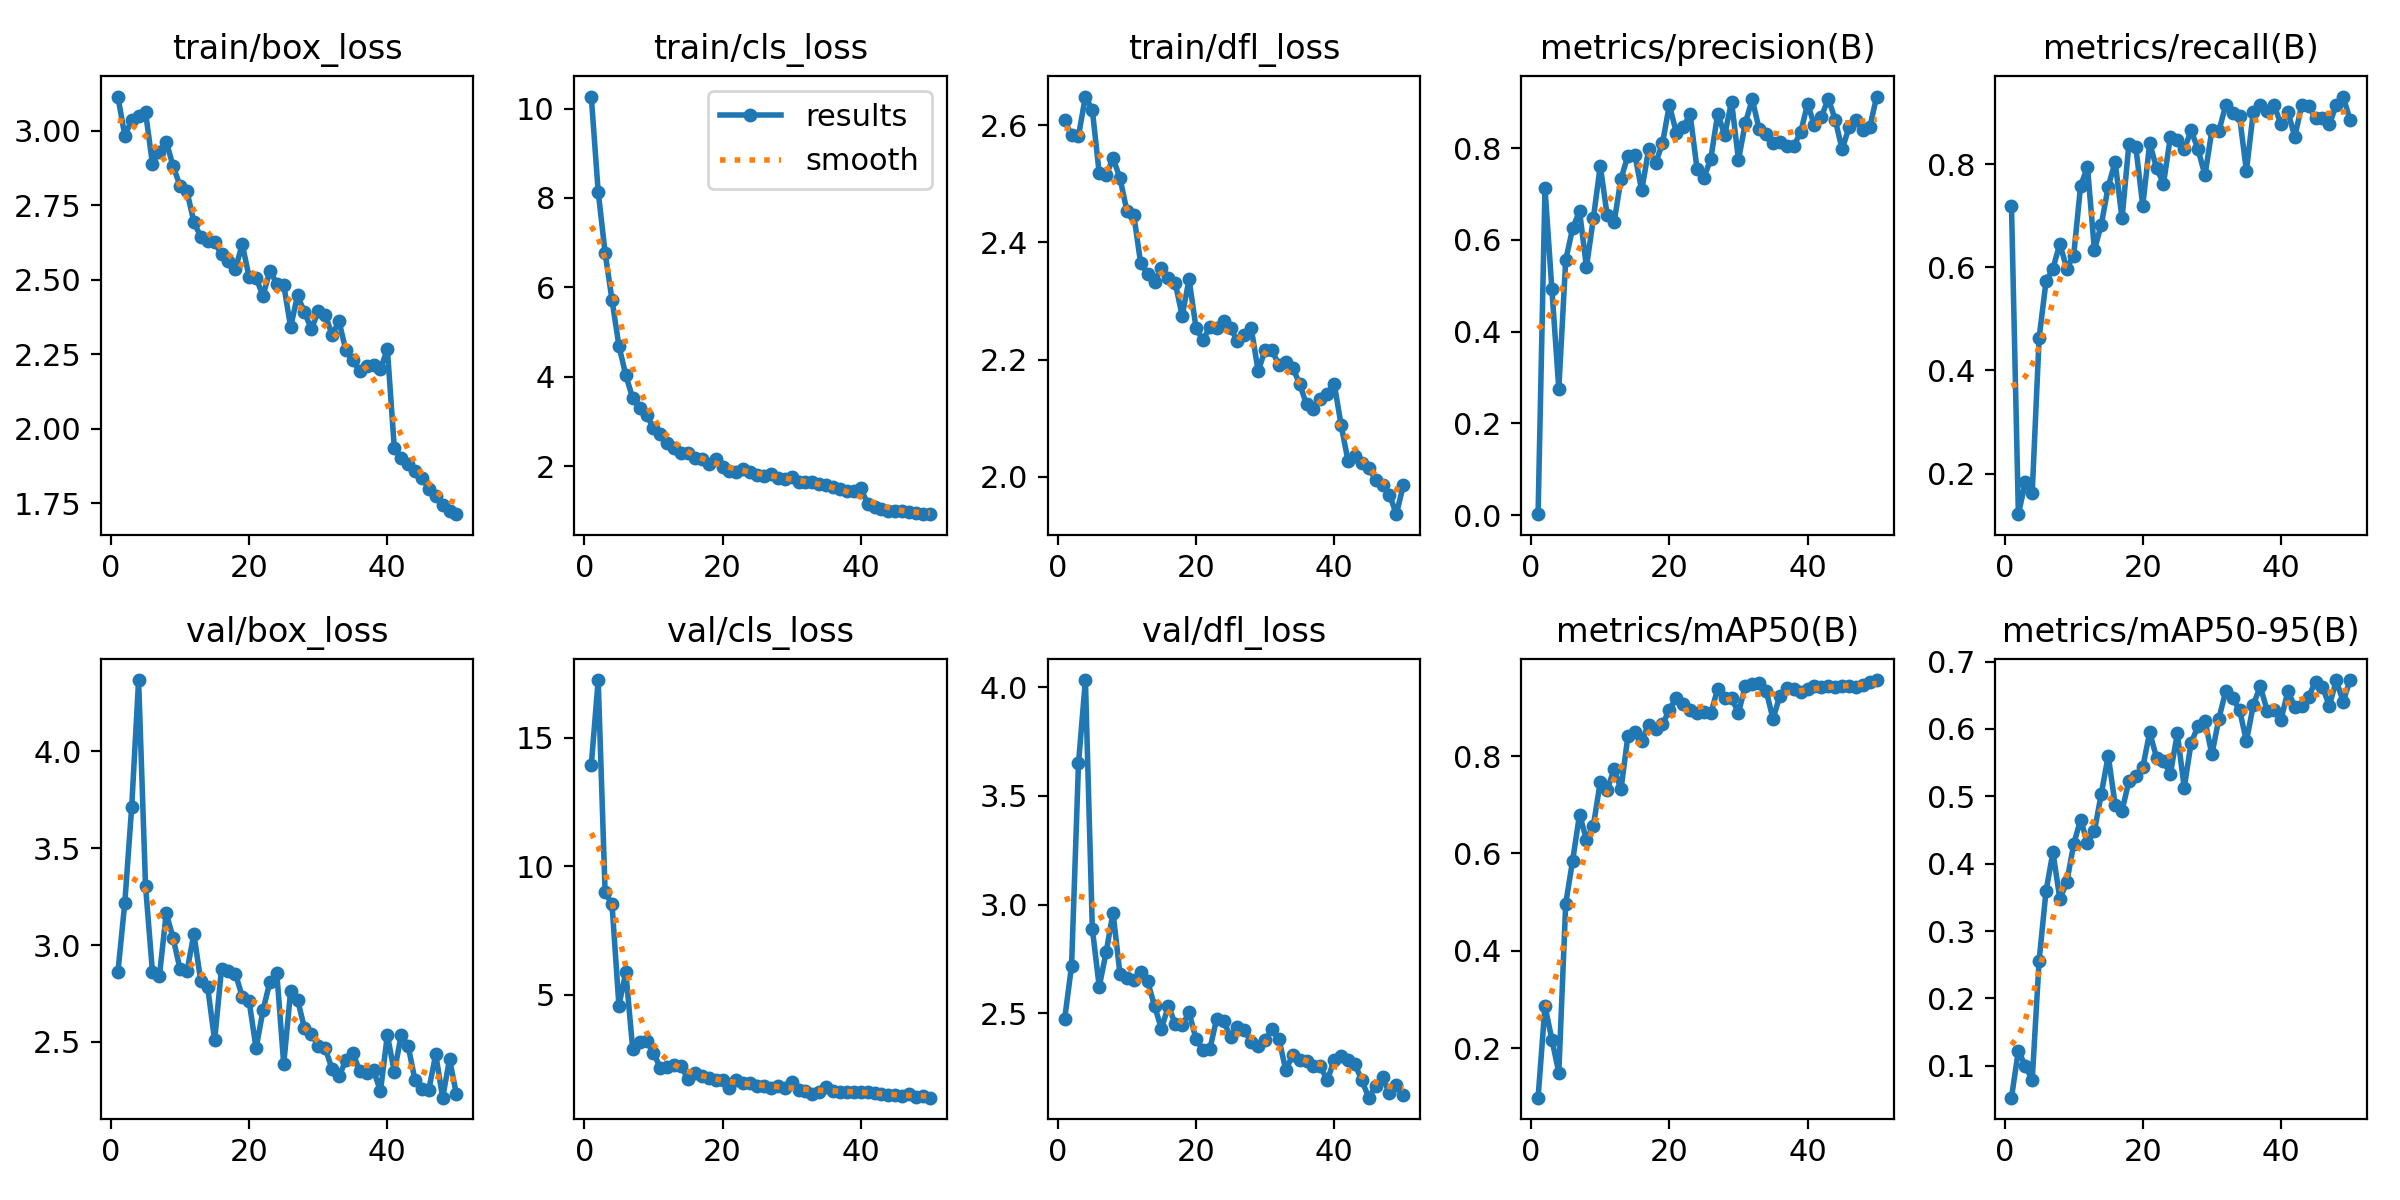 train/box_loss
train/cls_loss
train/dfl_loss
metrics/precision(B)
metrics/recall(B)
3.00
2.75
2.50
2.25
2.00
1.75
0 20 40
10
8
6
4
2
results
smooth
0 20 40
2.6
2.4
2.2
2.0
0 20 40
0.8
0.6
0.4
0.2
0.0
0 20 40
0.8
0.6
0.4
0.2
0 20 40
val/box_loss
val/cls_loss
val/dfl_loss
metrics/mAP50(B)
metrics/mAP50-95(B)
4.0
3.5
3.0
2.5
0 20 40
15
10
5
0 20 40
4.0
3.5
3.0
2.5
0 20 40
0.8
0.6
0.4
0.2
0 20 40
0.7
0.6
0.5
0.4
0.3
0.2
0.1
0 20 40